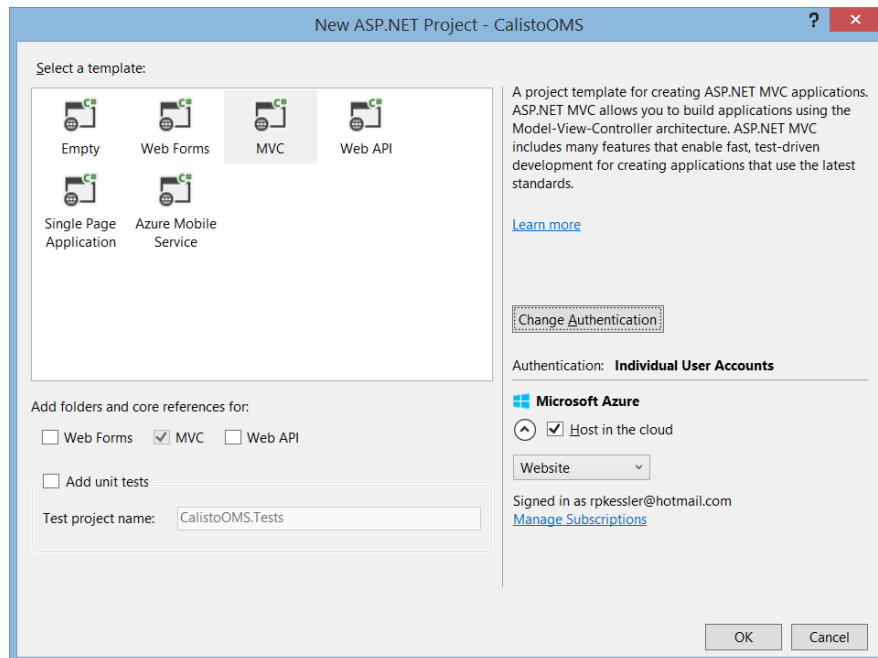 New ASP.NET Project - CalistoOMS
? ×
Select a template:
C# C# C# C#
Empty Web Forms MVC Web API
C# C#
Single Page Azure Mobile
Application Service
A project template for creating ASP.NET MVC applications.
ASP.NET MVC allows you to build applications using the
Model-View-Controller architecture. ASP.NET MVC
includes many features that enable fast, test-driven
development for creating applications that use the latest
standards.
Learn more
Change Authentication
Authentication: Individual User Accounts
Microsoft Azure
Host in the cloud
Website
Signed in as rpkessler@hotmail.com
Manage Subscriptions
Add folders and core references for:
Web Forms MVC Web API
Add unit tests
Test project name: CalistoOMS.Tests
OK Cancel